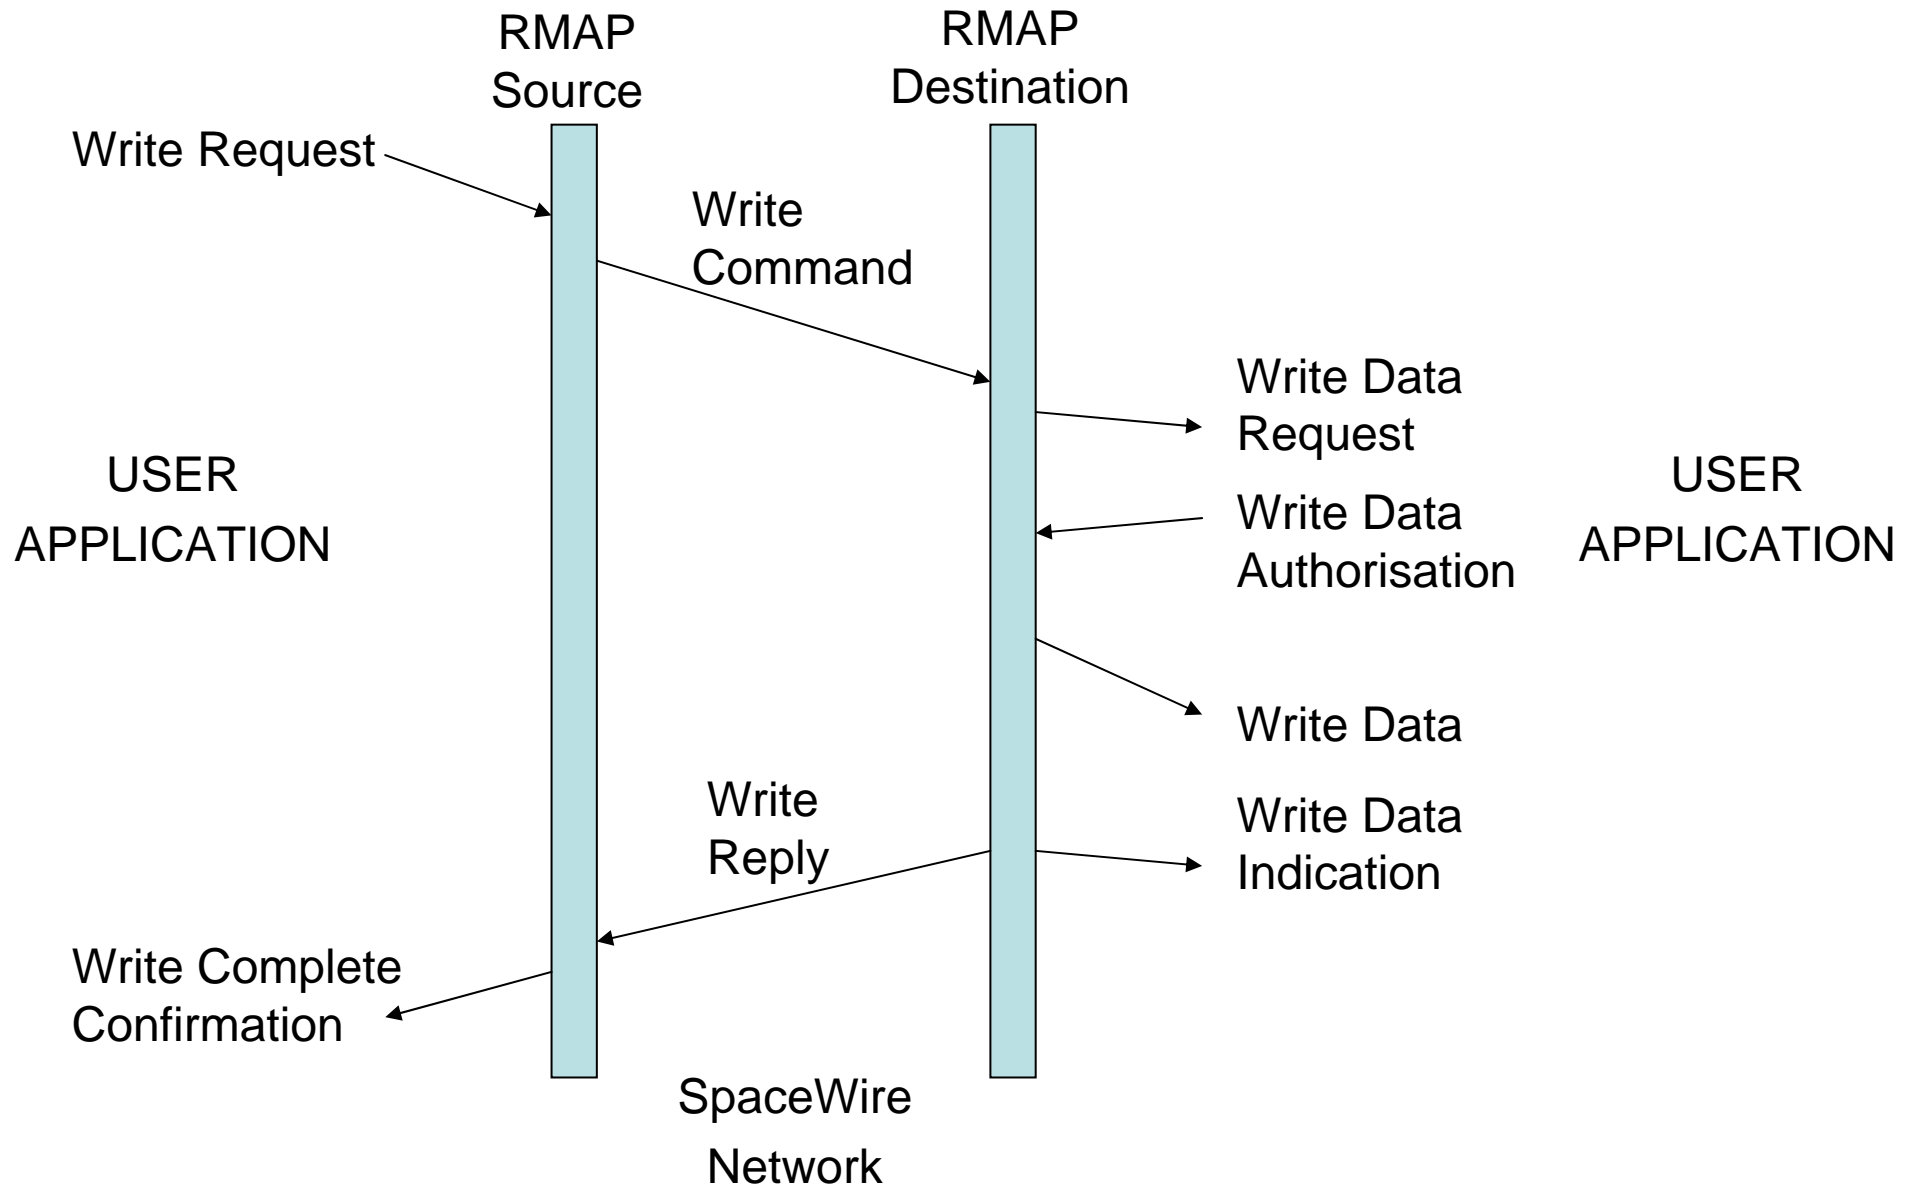 RMAP
Source
RMAP
Destination
Write Request
Write
Command
Write Data
Request
USER
APPLICATION
Write Data
Authorisation
USER
APPLICATION
Write Data
Write
Reply
Write Data
Indication
Write Complete
Confirmation
SpaceWire
Network